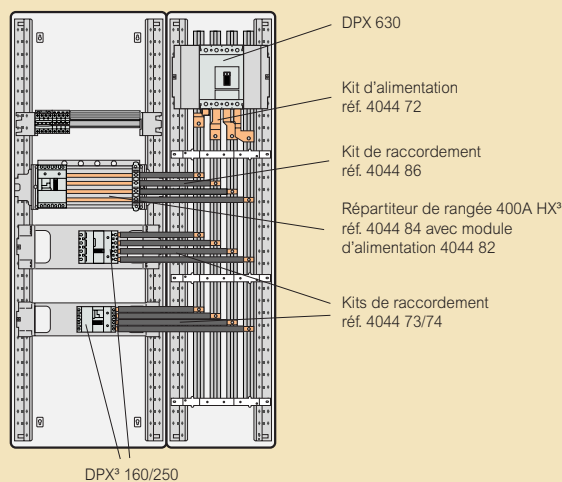 DPX 630
Kit d'alimentation
réf. 4044 72
Kit de raccordement
réf. 4044 86
Répartiteur de rangée 400A HX³
réf. 4044 84 avec module
d'alimentation 4044 82
Kits de raccordement
réf. 4044 73/74
DPX³ 160/250